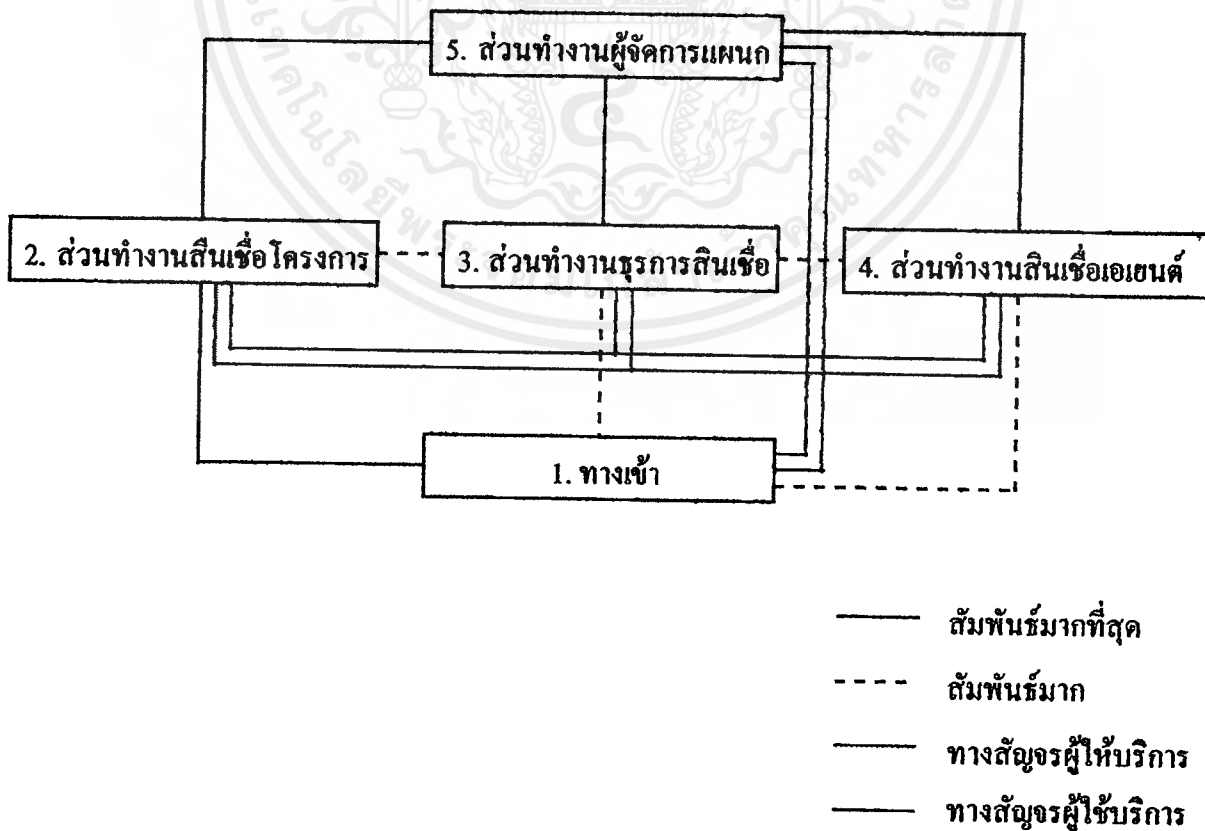 5. ส่วนทำงานผู้จัดการแผนก
2. ส่วนทำงานสินเชื่อโครงการ
3. ส่วนทำงานธุรการสินเชื่อ
4. ส่วนทำงานสินเชื่อเอเยนต์
1. ทางเข้า
สัมพันธ์มากที่สุด
สัมพันธ์มาก
ทางสัญจรผู้ให้บริการ
ทางสัญจรผู้ใช้บริการ